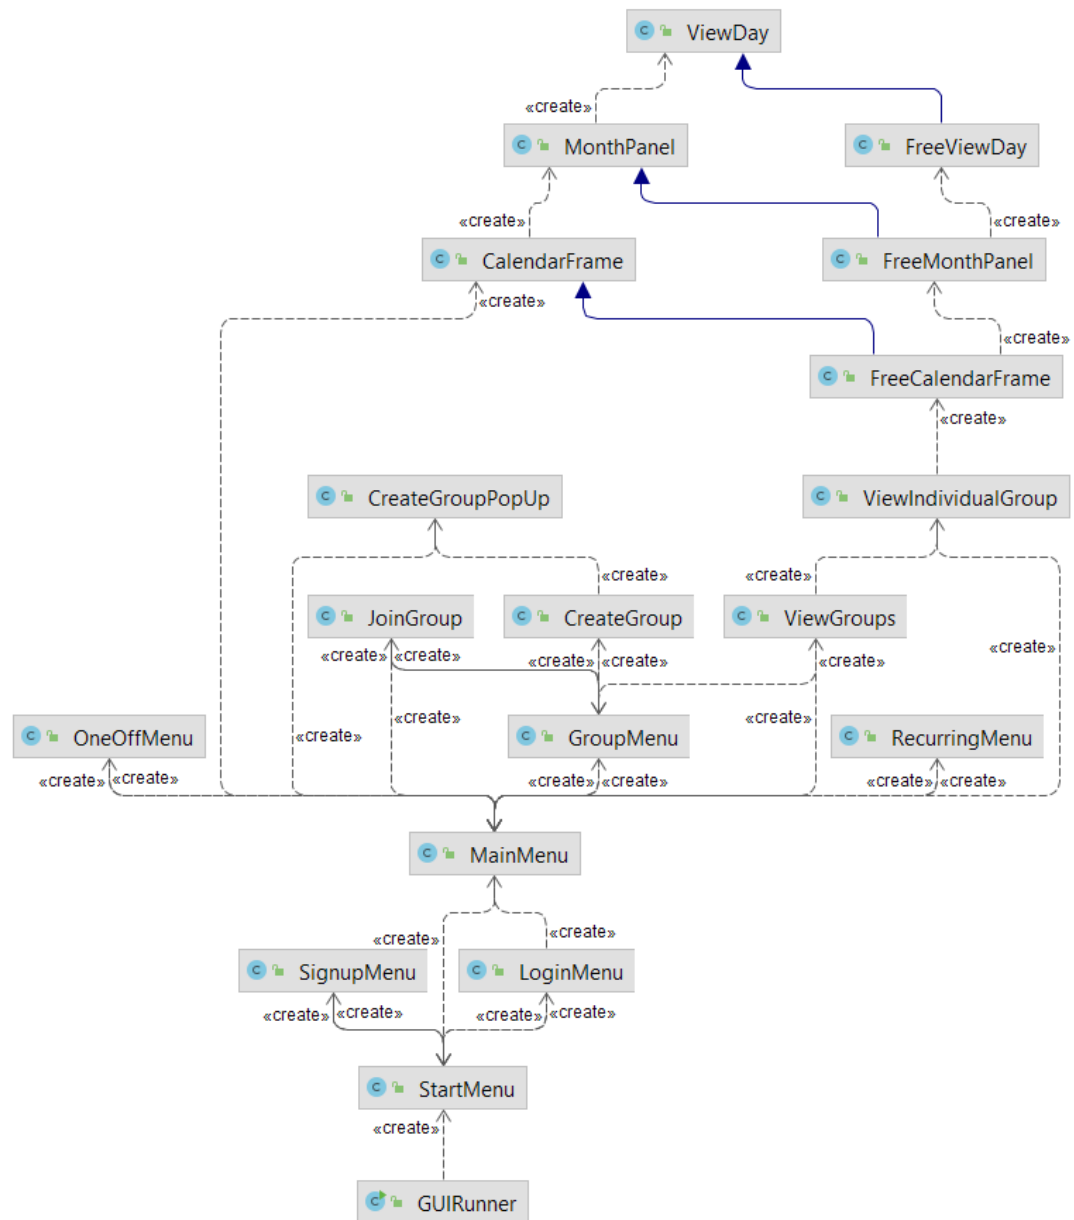 ViewDay
«create»
MonthPanel
FreeViewDay
«create»
«create»
CalendarFrame
FreeMonthPanel
«create»
«create»
FreeCalendarFrame
«create»
CreateGroupPopUp
ViewIndividualGroup
«create»
«create»
JoinGroup
CreateGroup
ViewGroups
«create»
«create»
«create»
«create»
«create»
«create»
«create»
«create»
«create»
OneOffMenu
GroupMenu
RecurringMenu
«create»
«create»
«create»
«create»
«create»
«create»
MainMenu
«create»
«create»
SignupMenu
LoginMenu
«create»
«create»
«create»
«create»
StartMenu
«create»
GUIRunner